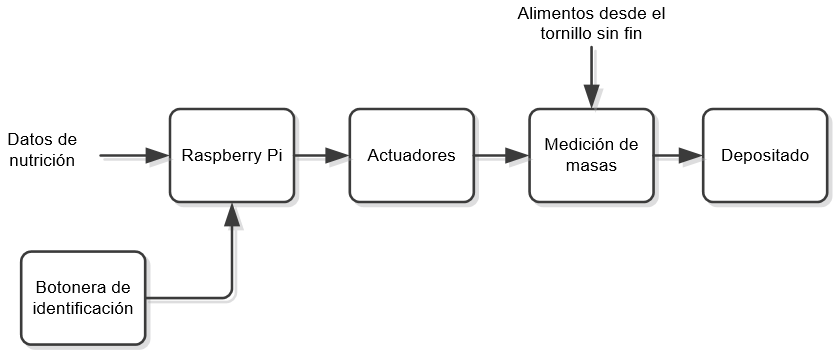 Alimentos desde el
tornillo sin fin
Datos de
nutrición
Raspberry Pi
Actuadores
Medición de
masas
Depositado
Botonera de
identificación